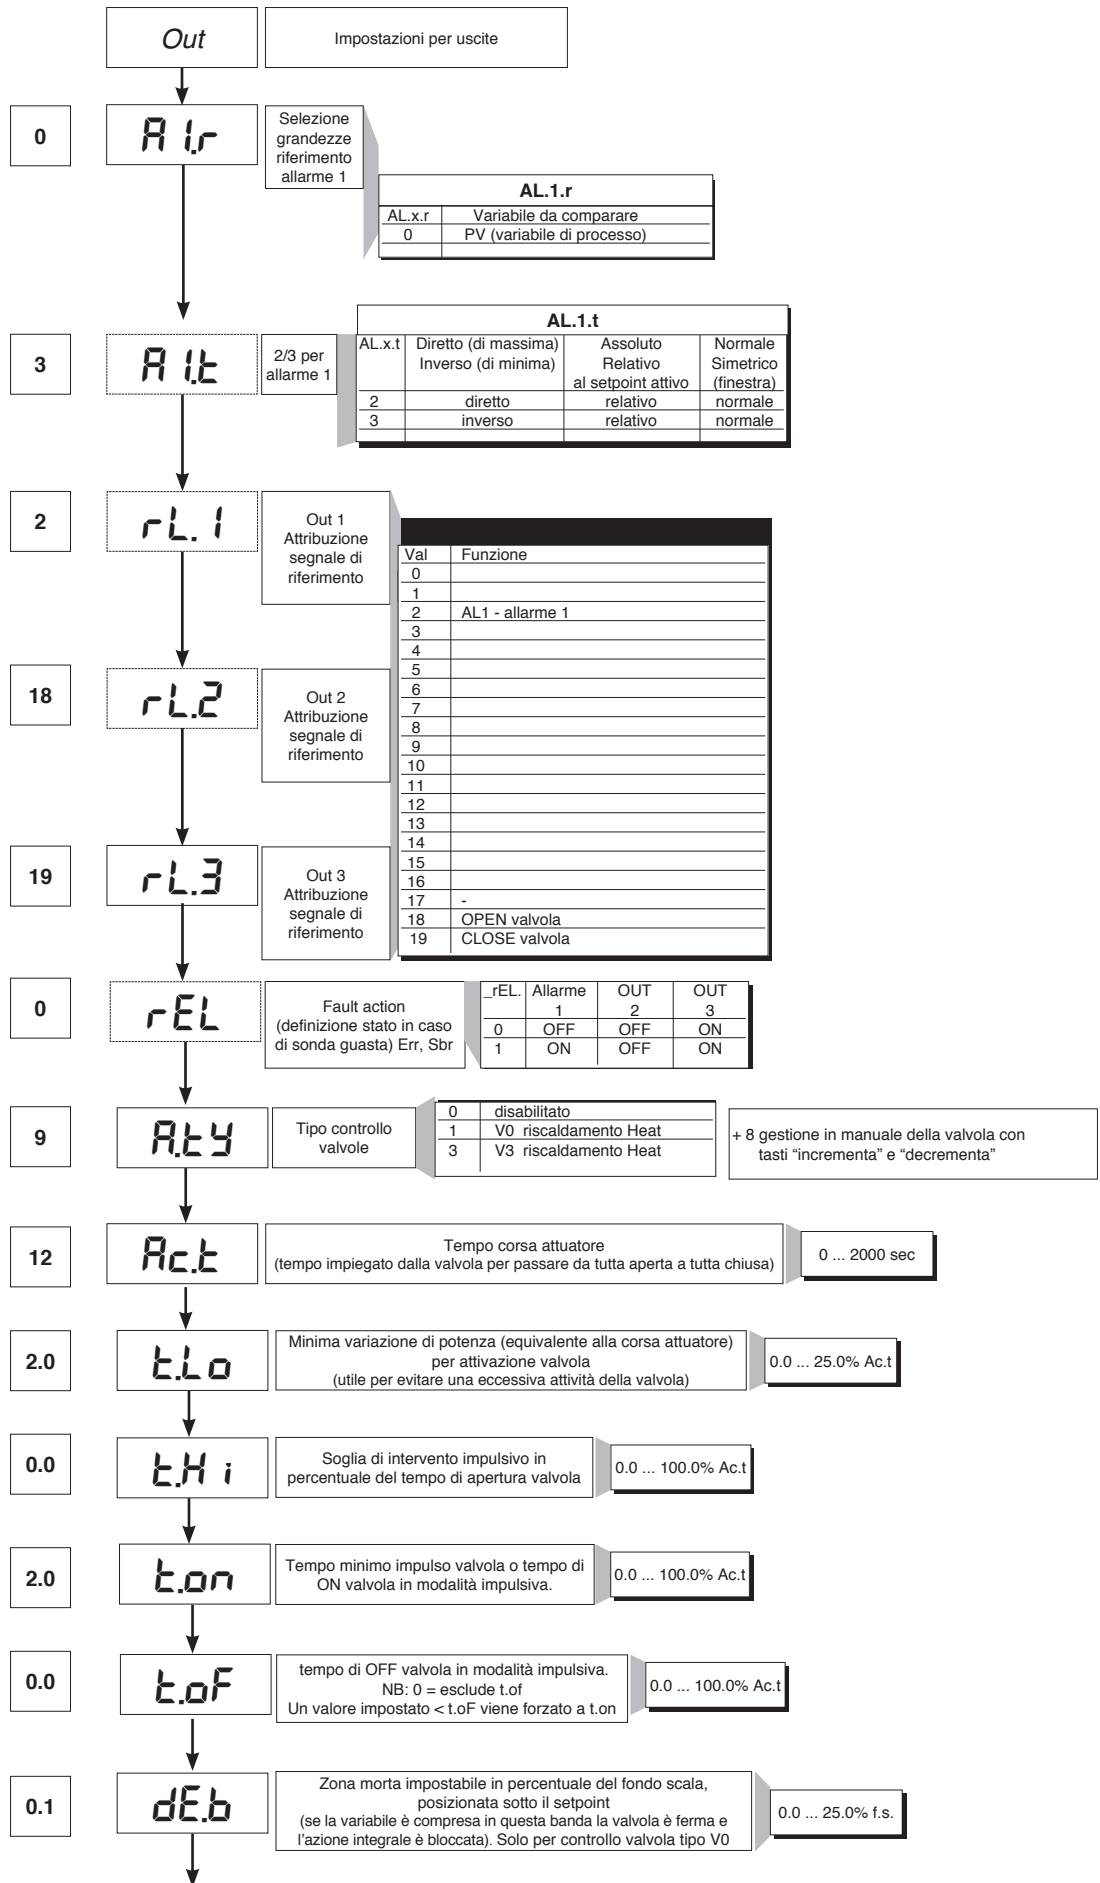 Out
Impostazioni per uscite
0
A1.r
Selezione
grandezze
riferimento
allarme 1
AL.1.r
AL.x.r Variabile da comparare
0 PV (variabile di processo)
3
A1.t
2/3 per
allarme 1
AL.1.t
AL.x.t Diretto (di massima) Assoluto Normale
Inverso (di minima) Relativo Simetrico
al setpoint attivo (finestra)
2 diretto relativo normale
3 inverso relativo normale
2
rL.1
Out 1
Attribuzione
segnale di
riferimento
Val Funzione
0
1
2 AL1 - allarme 1
3
4
5
6
7
8
9
10
11
12
13
14
15
16
17 -
18 OPEN valvola
19 CLOSE valvola
18
rL.2
Out 2
Attribuzione
segnale di
riferimento
19
rL.3
Out 3
Attribuzione
segnale di
riferimento
0
rEL
Fault action
(definizione stato in caso
di sonda guasta) Err, Sbr
_rEL. Allarme OUT OUT
1 2 3
0 OFF OFF ON
1 ON OFF ON
9
A.tY
Tipo controllo
valvole
0 disabilitato
1 V0 riscaldamento Heat
3 V3 riscaldamento Heat
+ 8 gestione in manuale della valvola con
tasti “incrementa” e “decrementa”
12
Ac.t
Tempo corsa attuatore
(tempo impiegato dalla valvola per passare da tutta aperta a tutta chiusa)
0 ... 2000 sec
2.0
t.Lo
Minima variazione di potenza (equivalente alla corsa attuatore)
per attivazione valvola
(utile per evitare una eccessiva attività della valvola)
0.0 ... 25.0% Ac.t
0.0
t.Hi
Soglia di intervento impulsivo in
percentuale del tempo di apertura valvola
0.0 ... 100.0% Ac.t
2.0
t.on
Tempo minimo impulso valvola o tempo di
ON valvola in modalità impulsiva.
0.0 ... 100.0% Ac.t
0.0
t.oF
tempo di OFF valvola in modalità impulsiva.
NB: 0 = esclude t.of
Un valore impostato < t.oF viene forzato a t.on
0.0 ... 100.0% Ac.t
0.1
dE.b
Zona morta impostabile in percentuale del fondo scala,
posizionata sotto il setpoint
(se la variabile è compresa in questa banda la valvola è ferma e
l’azione integrale è bloccata). Solo per controllo valvola tipo V0
0.0 ... 25.0% f.s.